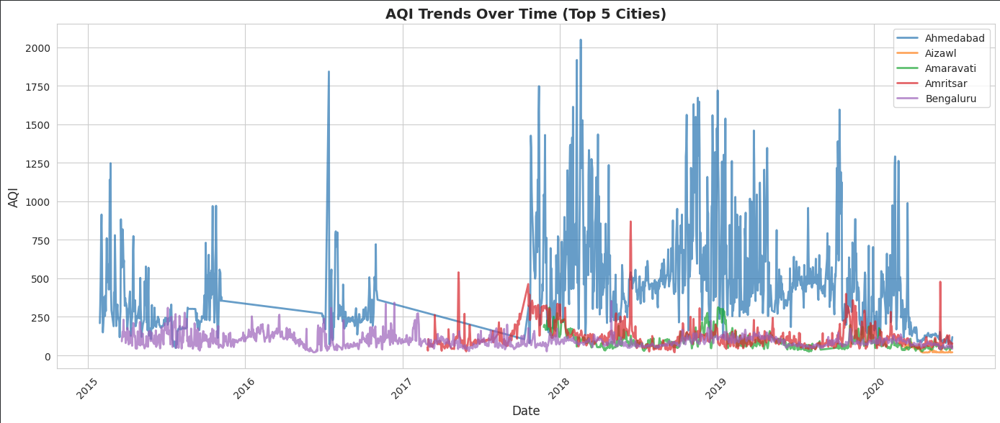 AQI Trends Over Time (Top 5 Cities)
Ahmedabad
Aizawl
Amaravati
Amritsar
Bengaluru
AQI
2000
1750
1500
1250
1000
750
500
250
0
2015
2016
2017
2018
2019
2020
Date